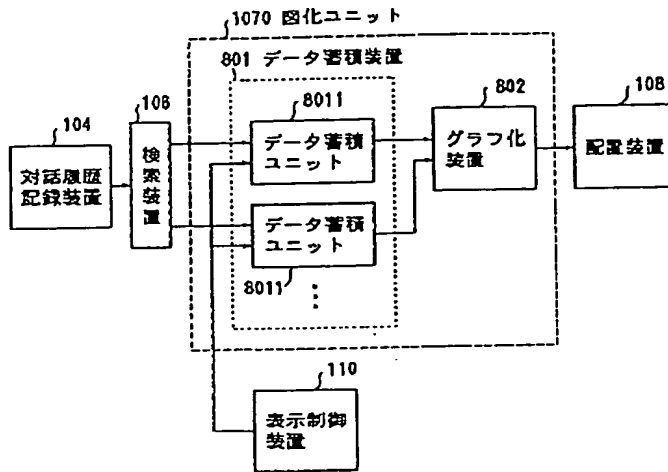 1070 図化ユニット
801 データ蓄積装置
106
8011
802
108
104
対話履歴
記録装置
検索装置
データ蓄積
ユニット
グラフ化
装置
配置装置
データ蓄積
ユニット
8011
110
表示制御
装置